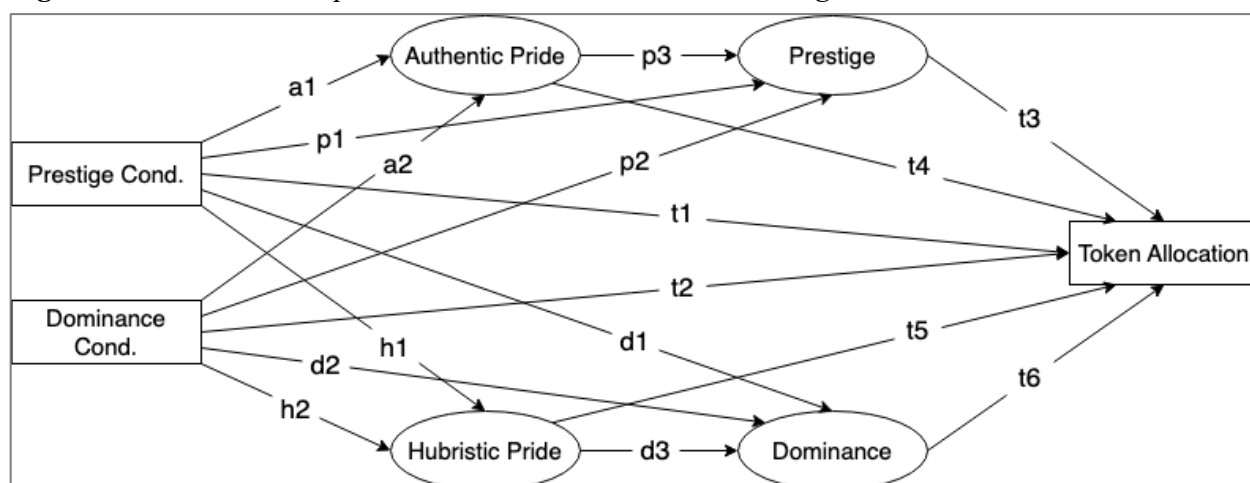 Authentic Pride
p3
Prestige
a1
t3
p1
a2
p2
t4
Prestige Cond.
t1
Token Allocation
t2
Dominance
Cond.
h1
d1
t5
d2
t6
h2
Hubristic Pride
d3
Dominance